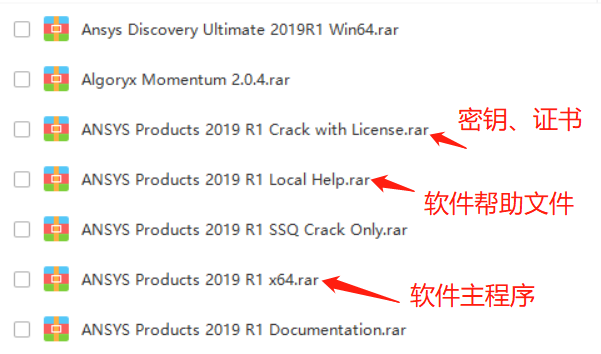 Ansys Discovery Ultimate 2019R1 Win64.rar
Algoryx Momentum 2.0.4.rar
ANSYS Products 2019 R1 Crack with License.rar
密钥、证书
ANSYS Products 2019 R1 Local Help.rar
软件帮助文件
ANSYS Products 2019 R1 SSQ Crack Only.rar
ANSYS Products 2019 R1 x64.rar
软件主程序
ANSYS Products 2019 R1 Documentation.rar